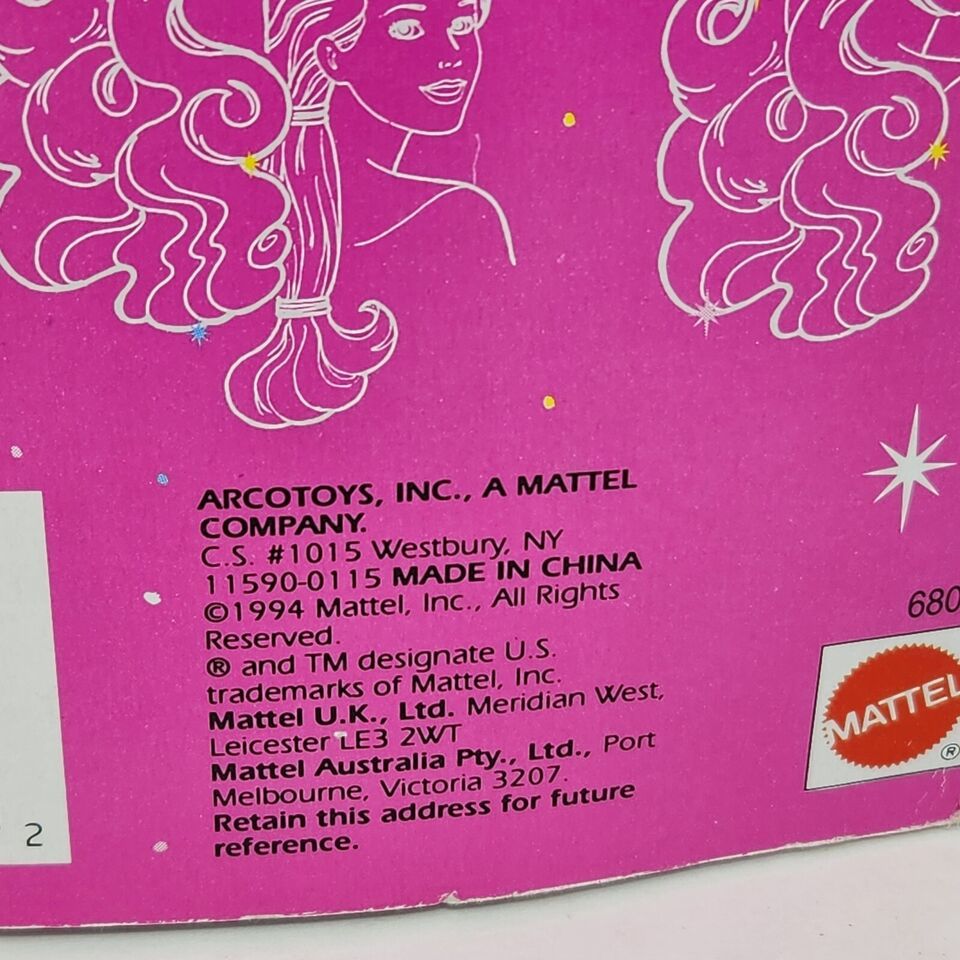 ARCOTOYS, INC., A MATTEL
COMPANY.
C.S. #1015 Westbury, NY
11590-0115 MADE IN CHINA
©1994 Mattel, Inc., All Rights
Reserved.
® and TM designate U.S.
trademarks of Mattel, Inc.
Mattel U.K., Ltd. Meridian West,
Leicester LE3 2WT
Mattel Australia Pty., Ltd., Port
Melbourne, Victoria 3207.
Retain this address for future
reference.
680
MATTEL
®
2